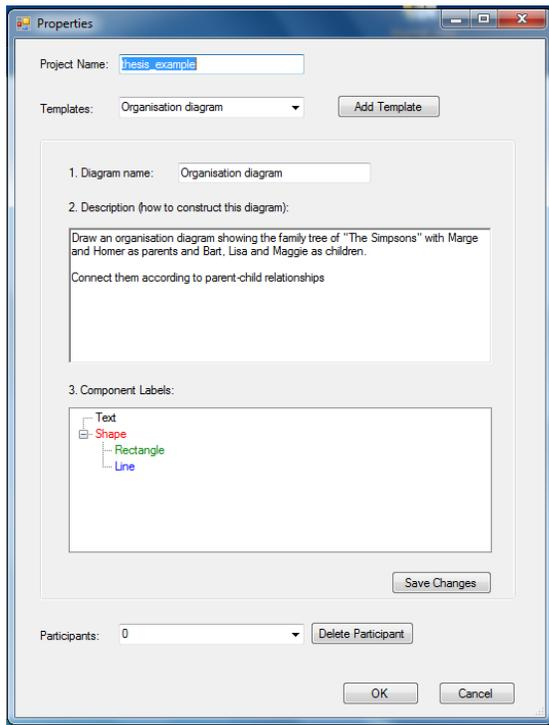 Properties
Project Name: thesis_example
Templates: Organisation diagram Add Template
1. Diagram name: Organisation diagram
2. Description (how to construct this diagram):
Draw an organisation diagram showing the family tree of "The Simpsons" with Marge
and Homer as parents and Bart, Lisa and Maggie as children.
Connect them according to parent-child relationships
3. Component Labels:
Text
Shape
Rectangle
Line
Save Changes
Participants: 0 Delete Participant
OK Cancel